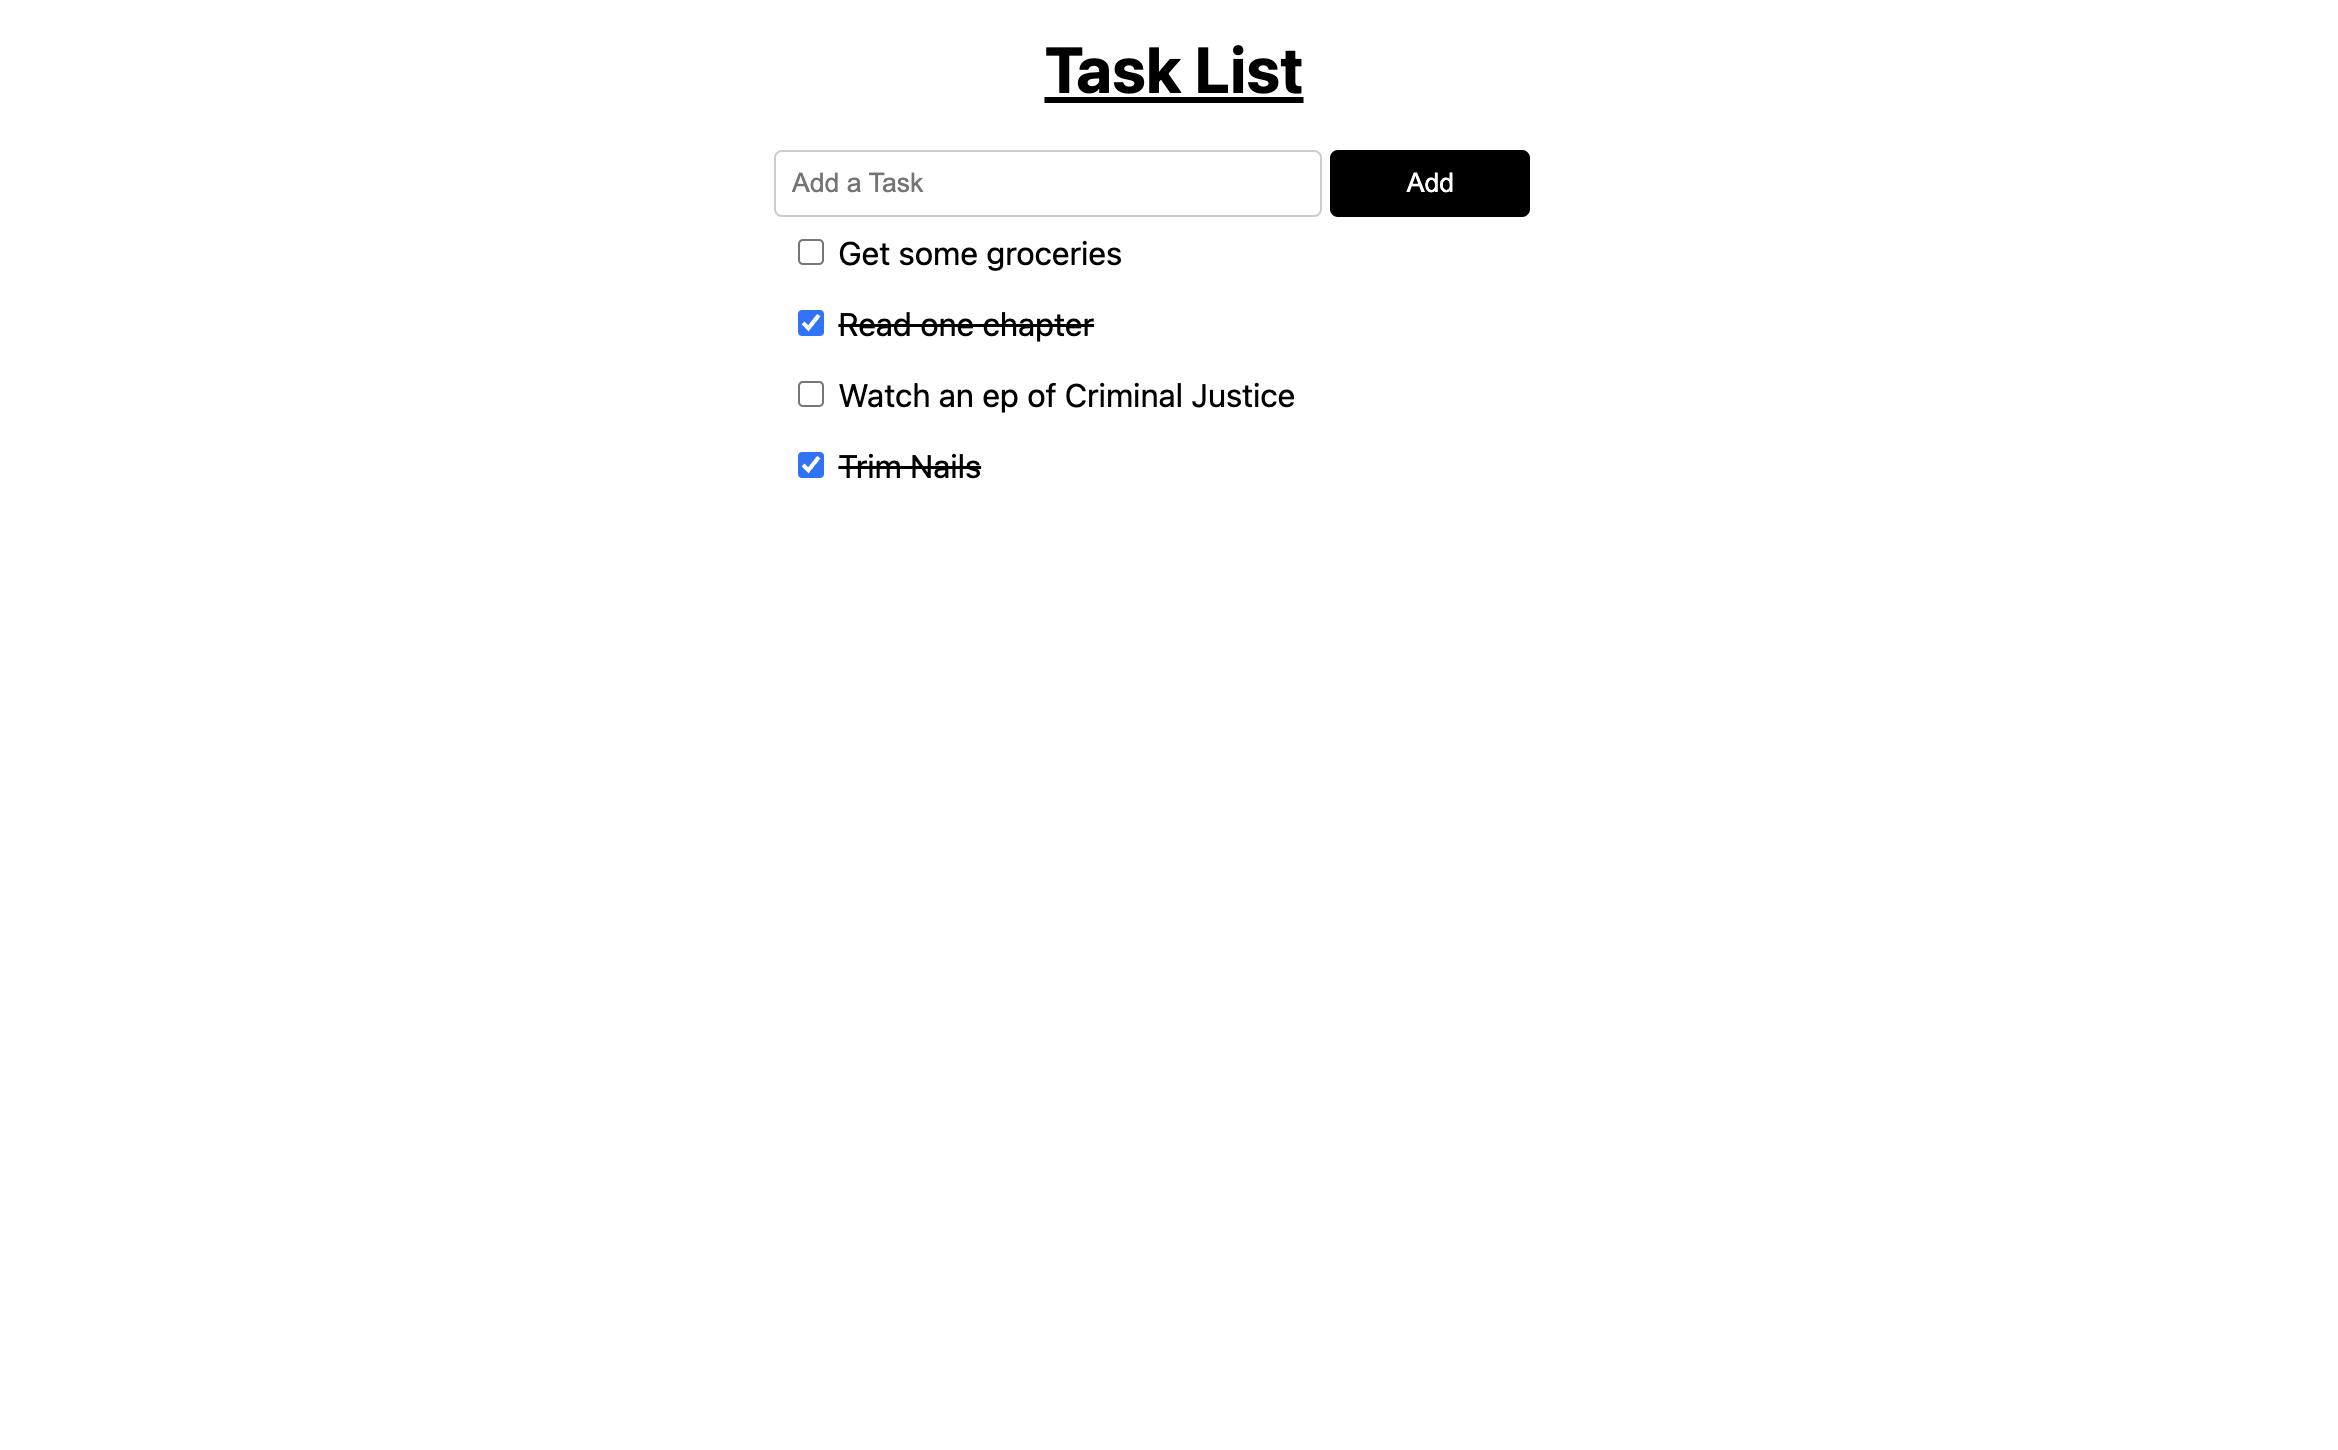 Task List
Add a Task
Add
Get some groceries
Read one chapter
Watch an ep of Criminal Justice
Trim Nails